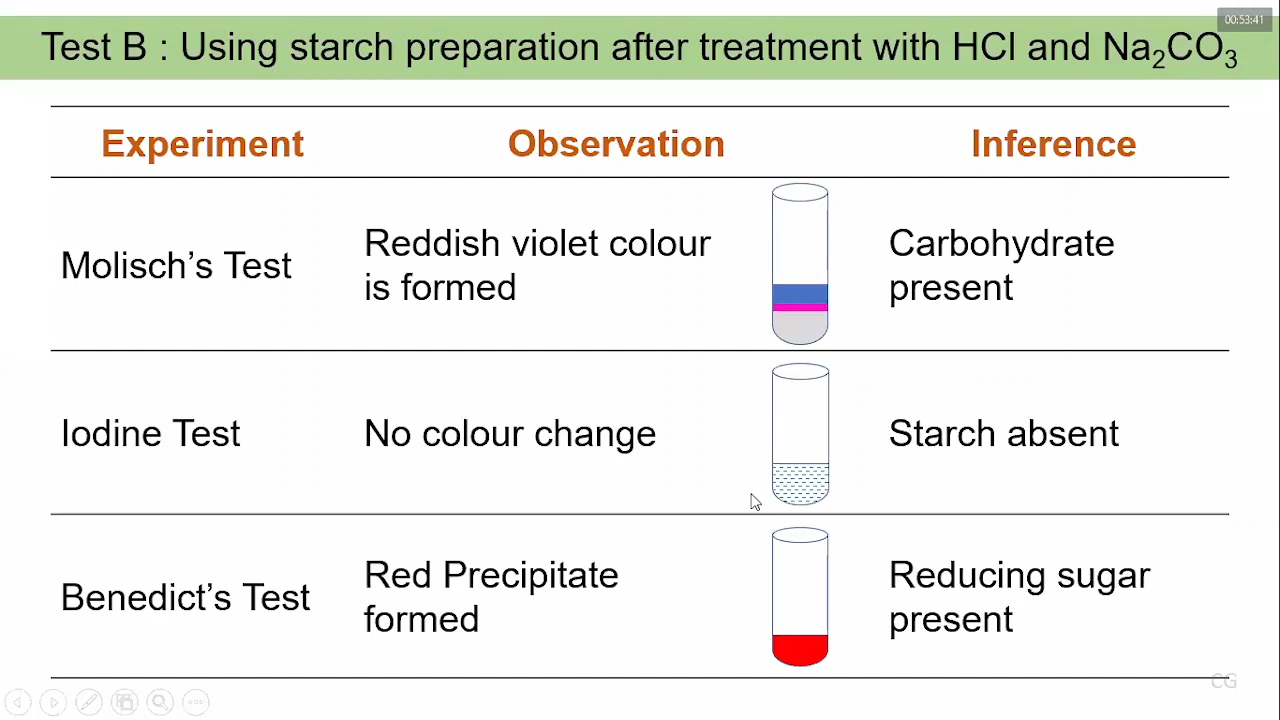 00:53:41
Test B : Using starch preparation after treatment with HCl and Na₂CO₃
Experiment Observation Inference
Molisch’s Test
Reddish violet colour
is formed
Carbohydrate
present
Iodine Test
No colour change
Starch absent
Benedict’s Test
Red Precipitate
formed
Reducing sugar
present
CG